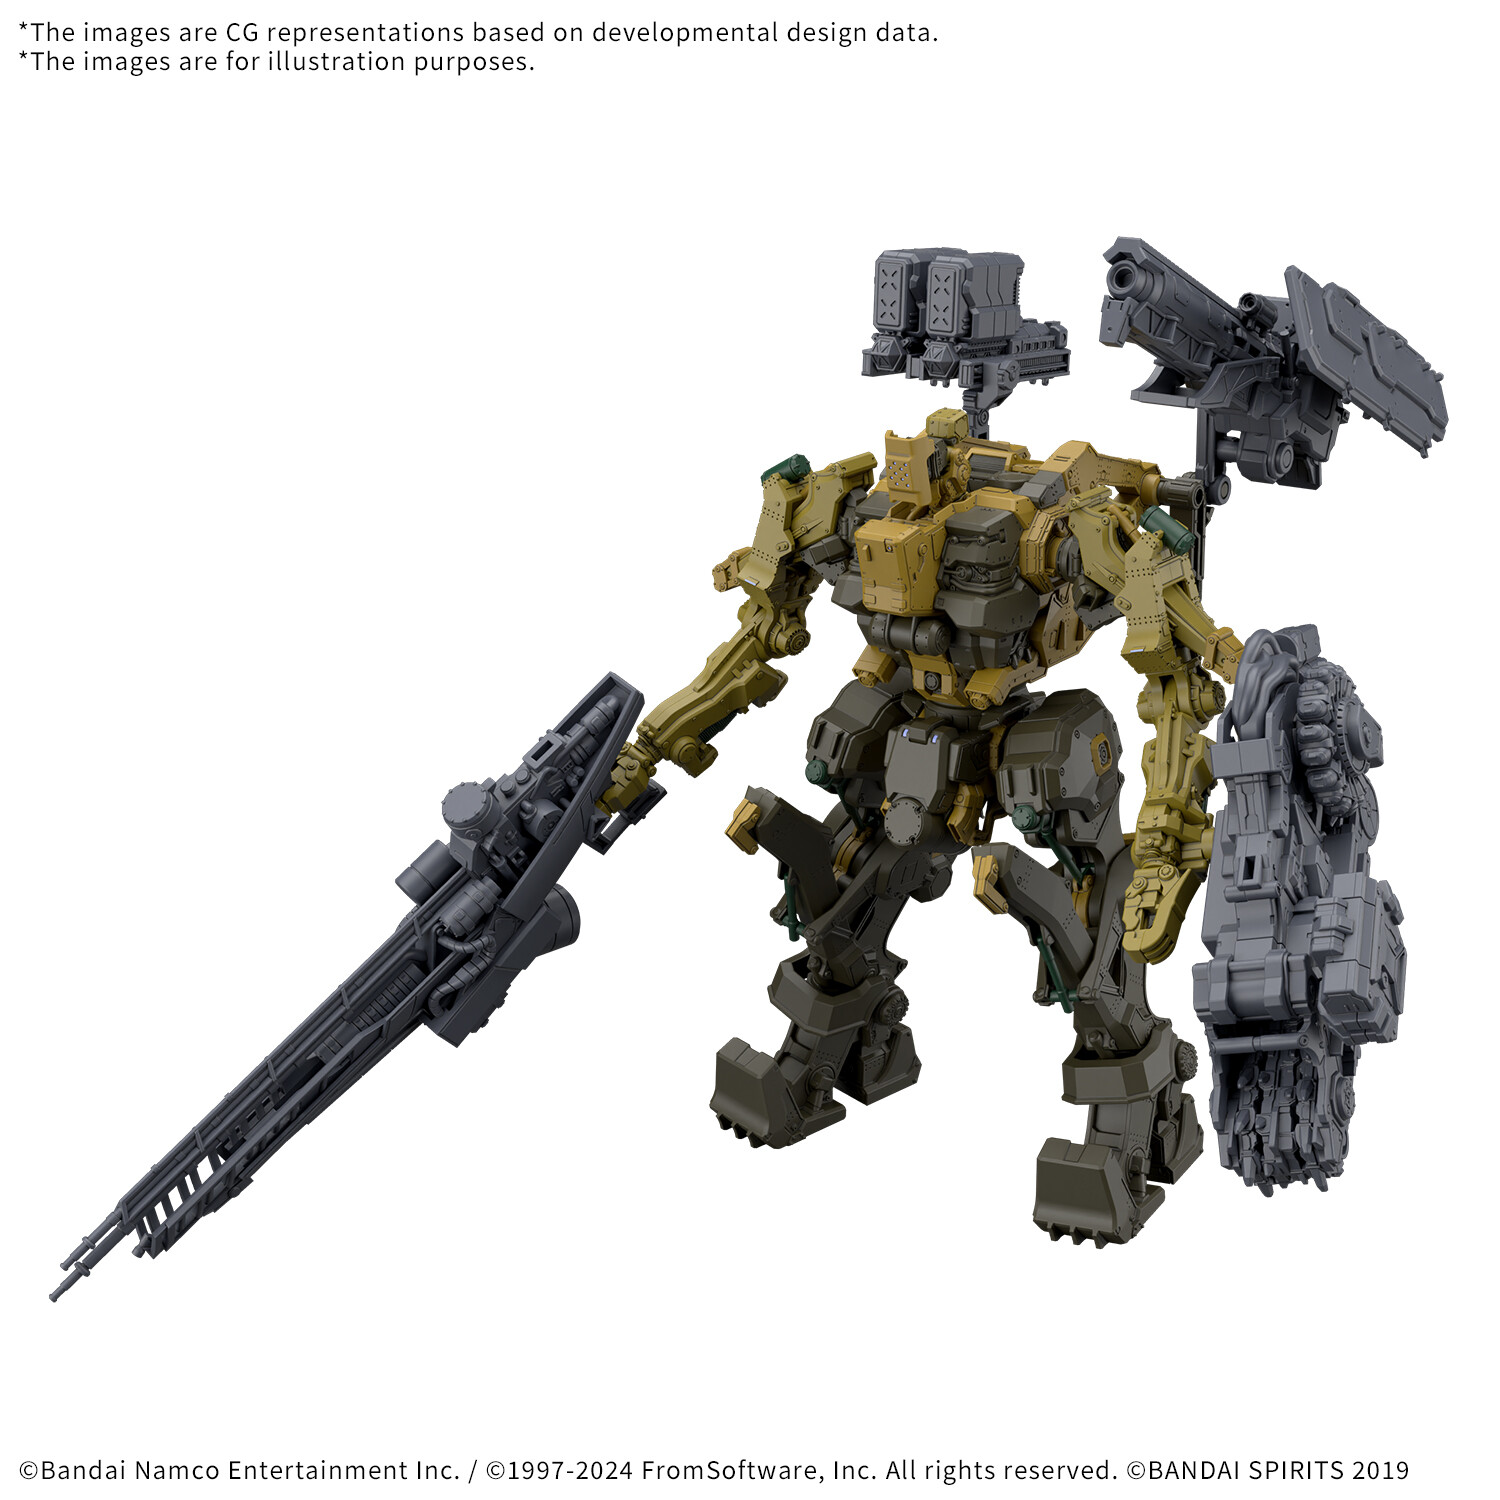 *The images are CG representations based on developmental design data.
*The images are for illustration purposes.
©Bandai Namco Entertainment Inc. / ©1997-2024 FromSoftware, Inc. All rights reserved. ©BANDAI SPIRITS 2019